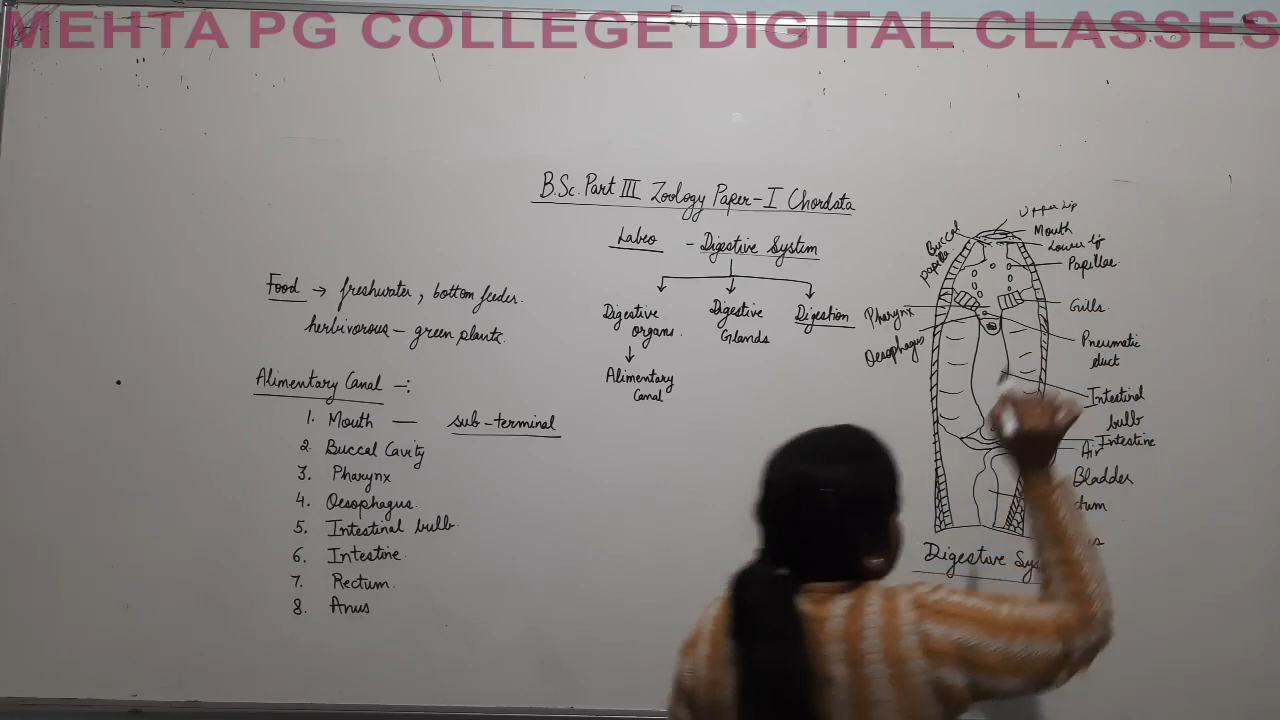 MEHTA PG COLLEGE DIGITAL CLASSES
B.Sc. Part III Zoology Paper-I Chordata
Labeo - Digestive System
Digestive organs.
Digestive Glands
Digestion
Alimentary Canal
Food → freshwater, bottom feeder.
herbivorous - green plants.
Alimentary Canal -:
1. Mouth — sub-terminal
2. Buccal Cavity
3. Pharynx
4. Oesophagus.
5. Intestinal bulb
6. Intestine
7. Rectum.
8. Anus
Upper lip
Mouth
Lower lip
Papillae
Buccal
papilla
Gills
Pharynx
Oesophagus
Pneumatic
duct
Intestinal
bulb
Intestine
Air
Bladder
Digestive